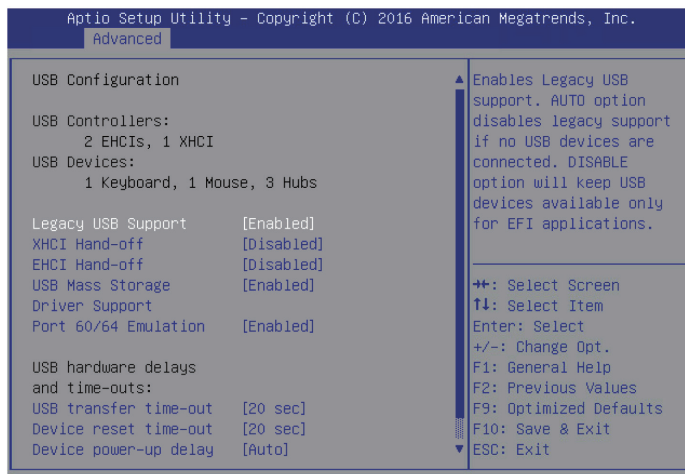 Aptio Setup Utility – Copyright (C) 2016 American Megatrends, Inc.
Advanced
USB Configuration
USB Controllers:
2 EHCIs, 1 XHCI
USB Devices:
1 Keyboard, 1 Mouse, 3 Hubs
Legacy USB Support [Enabled]
XHCI Hand-off [Disabled]
EHCI Hand-off [Disabled]
USB Mass Storage [Enabled]
Driver Support
Port 60/64 Emulation [Enabled]
USB hardware delays
and time-outs:
USB transfer time-out [20 sec]
Device reset time-out [20 sec]
Device power-up delay [Auto]
Enables Legacy USB
support. AUTO option
disables legacy support
if no USB devices are
connected. DISABLE
option will keep USB
devices available only
for EFI applications.
→←: Select Screen
↑↓: Select Item
Enter: Select
+/-: Change Opt.
F1: General Help
F2: Previous Values
F9: Optimized Defaults
F10: Save & Exit
ESC: Exit